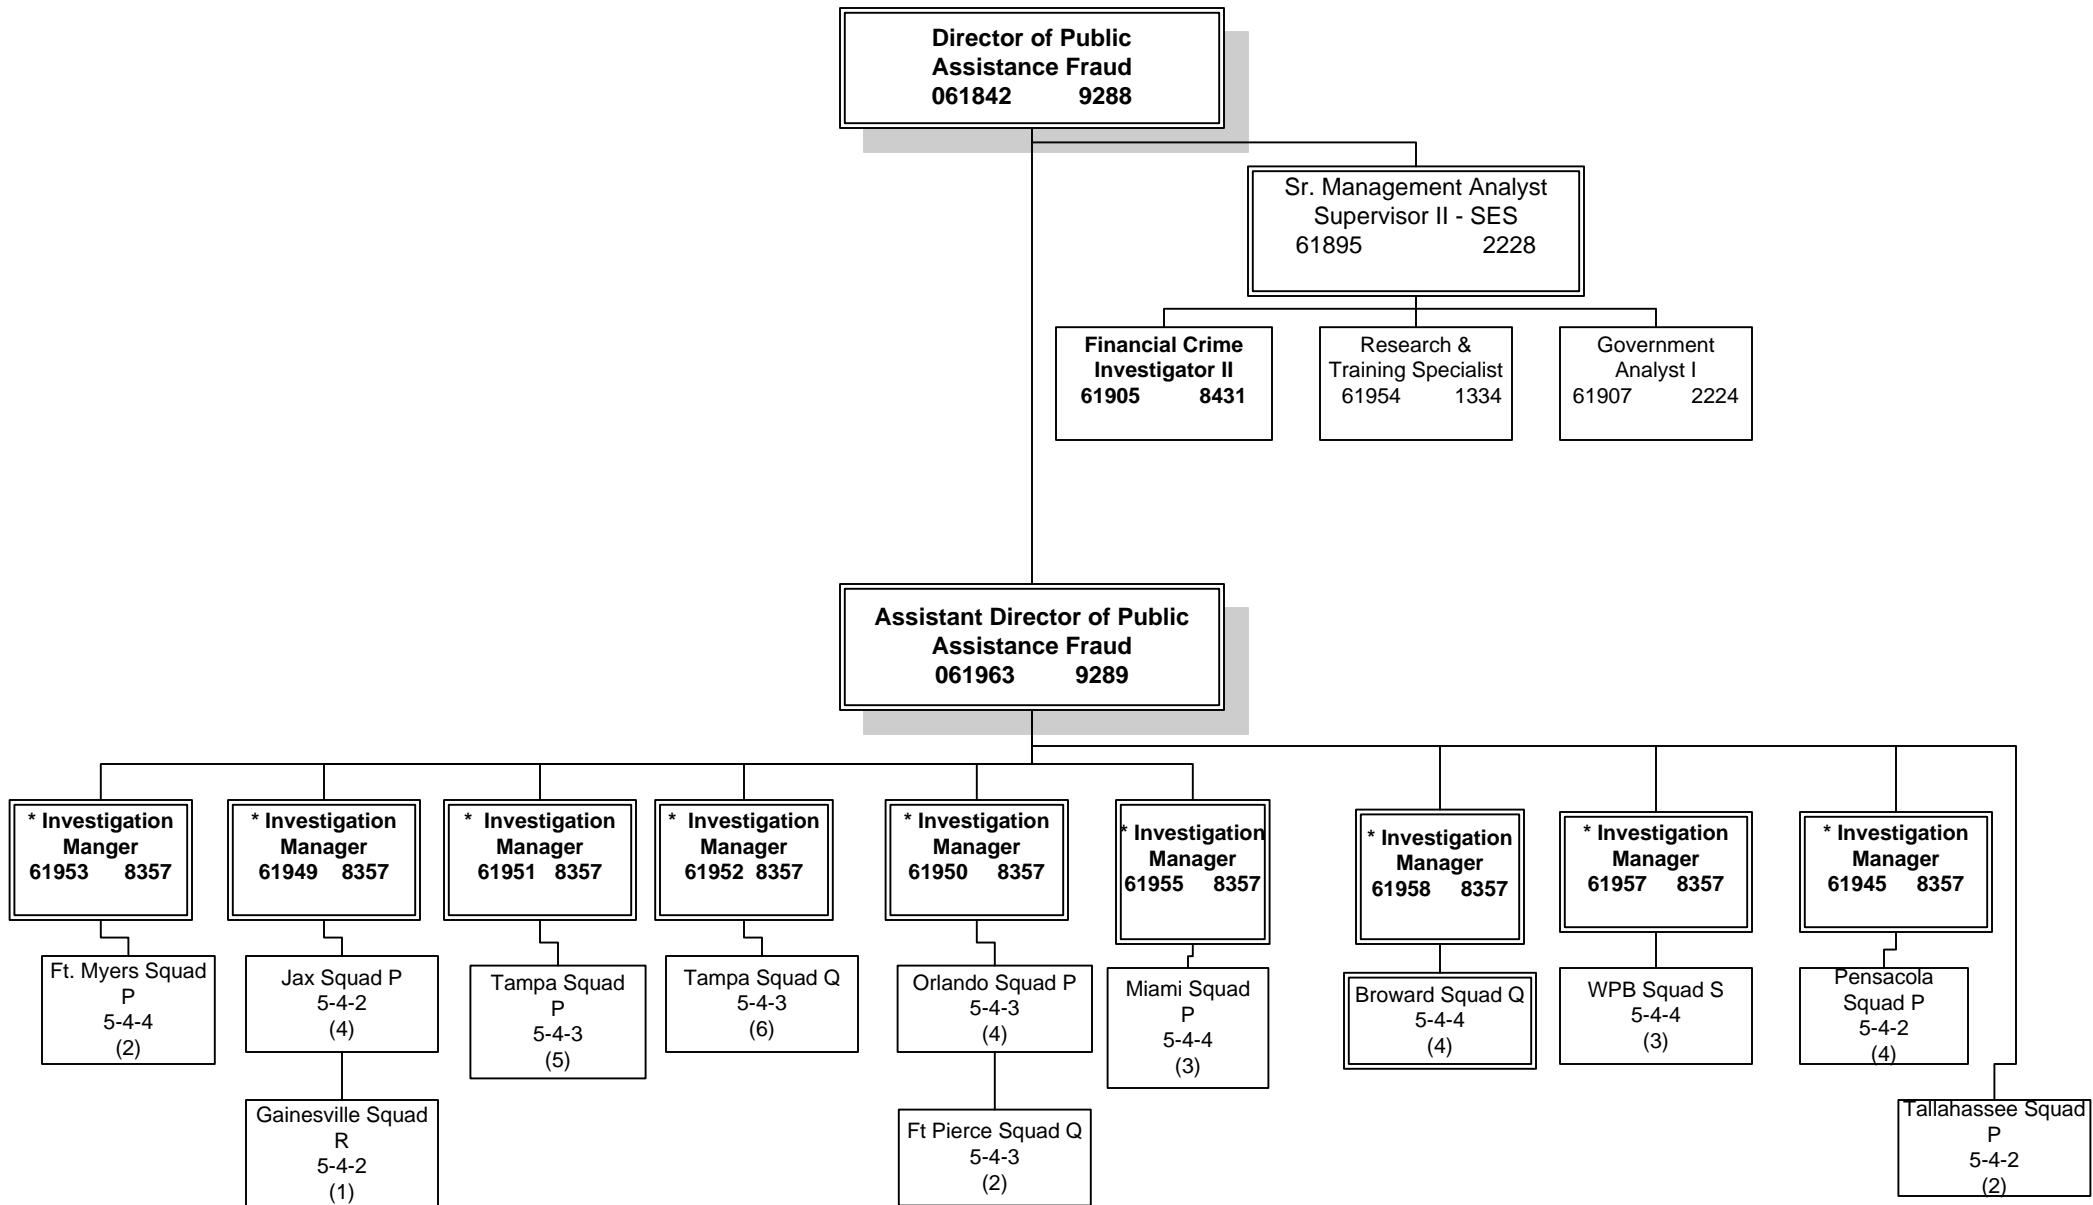 Director of Public
Assistance Fraud
061842 9288
Sr. Management Analyst
Supervisor II - SES
61895 2228
Financial Crime
Investigator II
61905 8431
Research &
Training Specialist
61954 1334
Government
Analyst I
61907 2224
Assistant Director of Public
Assistance Fraud
061963 9289
* Investigation
Manger
61953 8357
* Investigation
Manager
61949 8357
* Investigation
Manager
61951 8357
* Investigation
Manager
61952 8357
* Investigation
Manager
61950 8357
* Investigation
Manager
61955 8357
* Investigation
Manager
61958 8357
* Investigation
Manager
61957 8357
* Investigation
Manager
61945 8357
Ft. Myers Squad
P
5-4-4
(2)
Jax Squad P
5-4-2
(4)
Tampa Squad
P
5-4-3
(5)
Tampa Squad Q
5-4-3
(6)
Orlando Squad P
5-4-3
(4)
Miami Squad
P
5-4-4
(3)
Broward Squad Q
5-4-4
(4)
WPB Squad S
5-4-4
(3)
Pensacola
Squad P
5-4-2
(4)
Gainesville Squad
R
5-4-2
(1)
Ft Pierce Squad Q
5-4-3
(2)
Tallahassee Squad
P
5-4-2
(2)